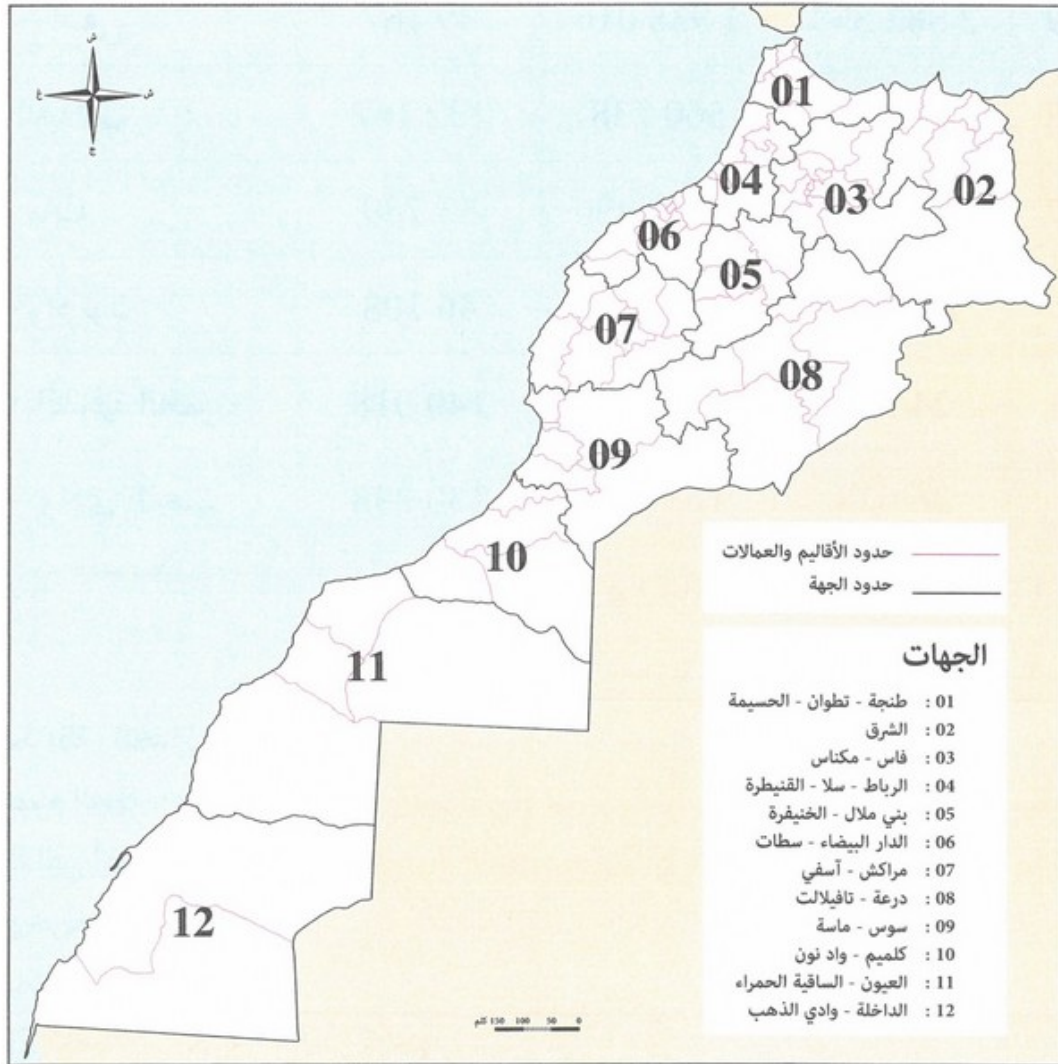 ش
01
02
03
04
05
06
07
08
09
10
11
12
حدود الأقاليم والعمالات
حدود الجهة
الجهات
01 : طنجة - تطوان - الحسيمة
02 : الشرق
03 : فاس - مكناس
04 : الرباط - سلا - القنيطرة
05 : بني ملال - الخنيفرة
06 : الدار البيضاء - سطات
07 : مراكش - آسفي
08 : درعة - تافيلالت
09 : سوس - ماسة
10 : كلميم - واد نون
11 : العيون - الساقية الحمراء
12 : الداخلة - وادي الذهب
0 50 100 150 كلم